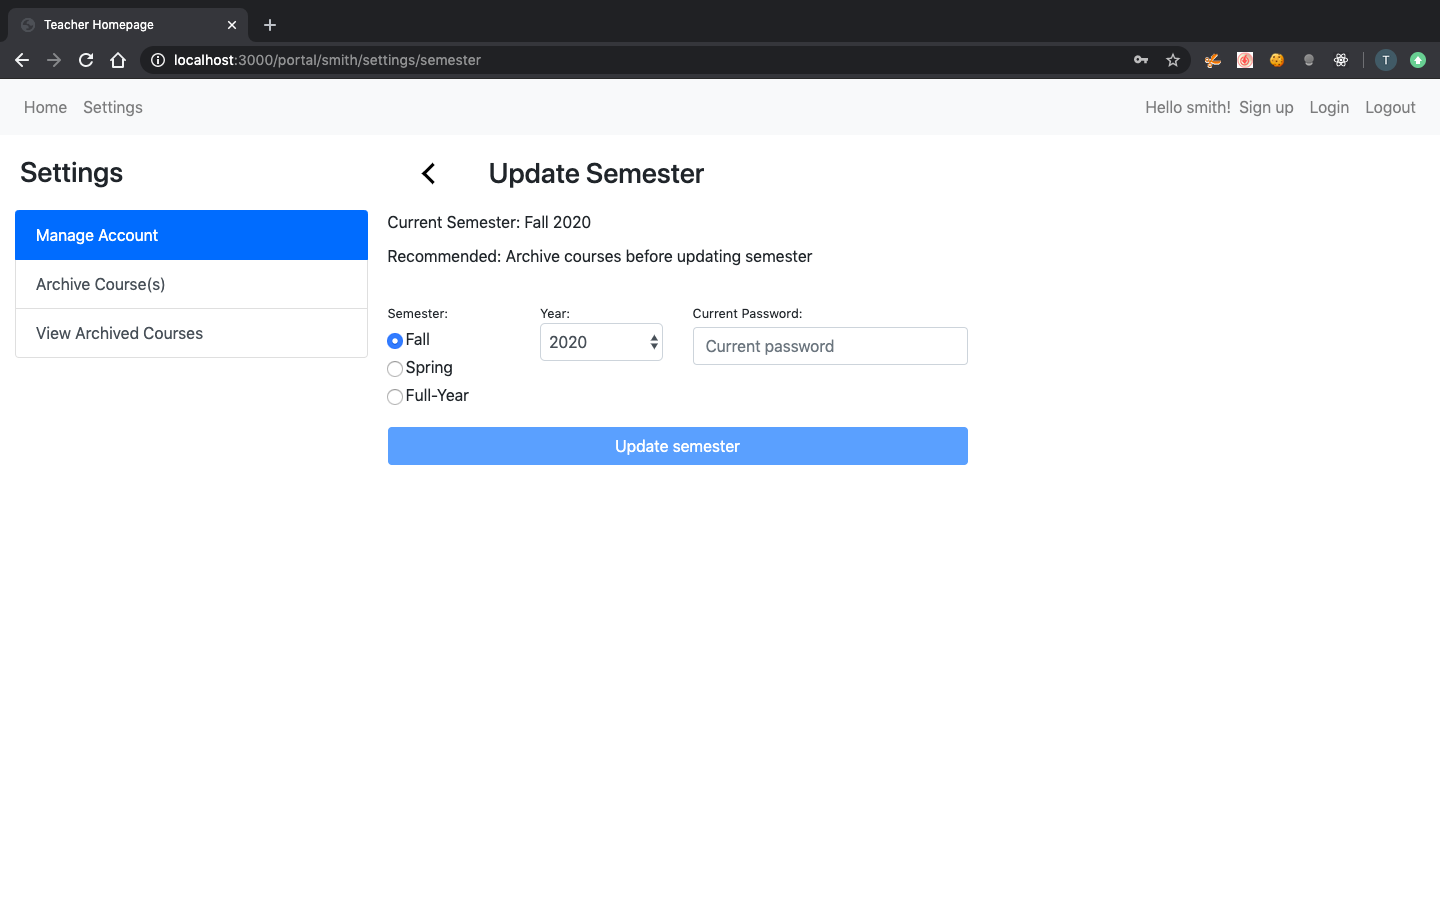 Teacher Homepage
localhost:3000/portal/smith/settings/semester
T
Home Settings
Hello smith! Sign up Login Logout
Settings
Manage Account
Archive Course(s)
View Archived Courses
Update Semester
Current Semester: Fall 2020
Recommended: Archive courses before updating semester
Semester:
Fall
Spring
Full-Year
Year:
2020
Current Password:
Current password
Update semester